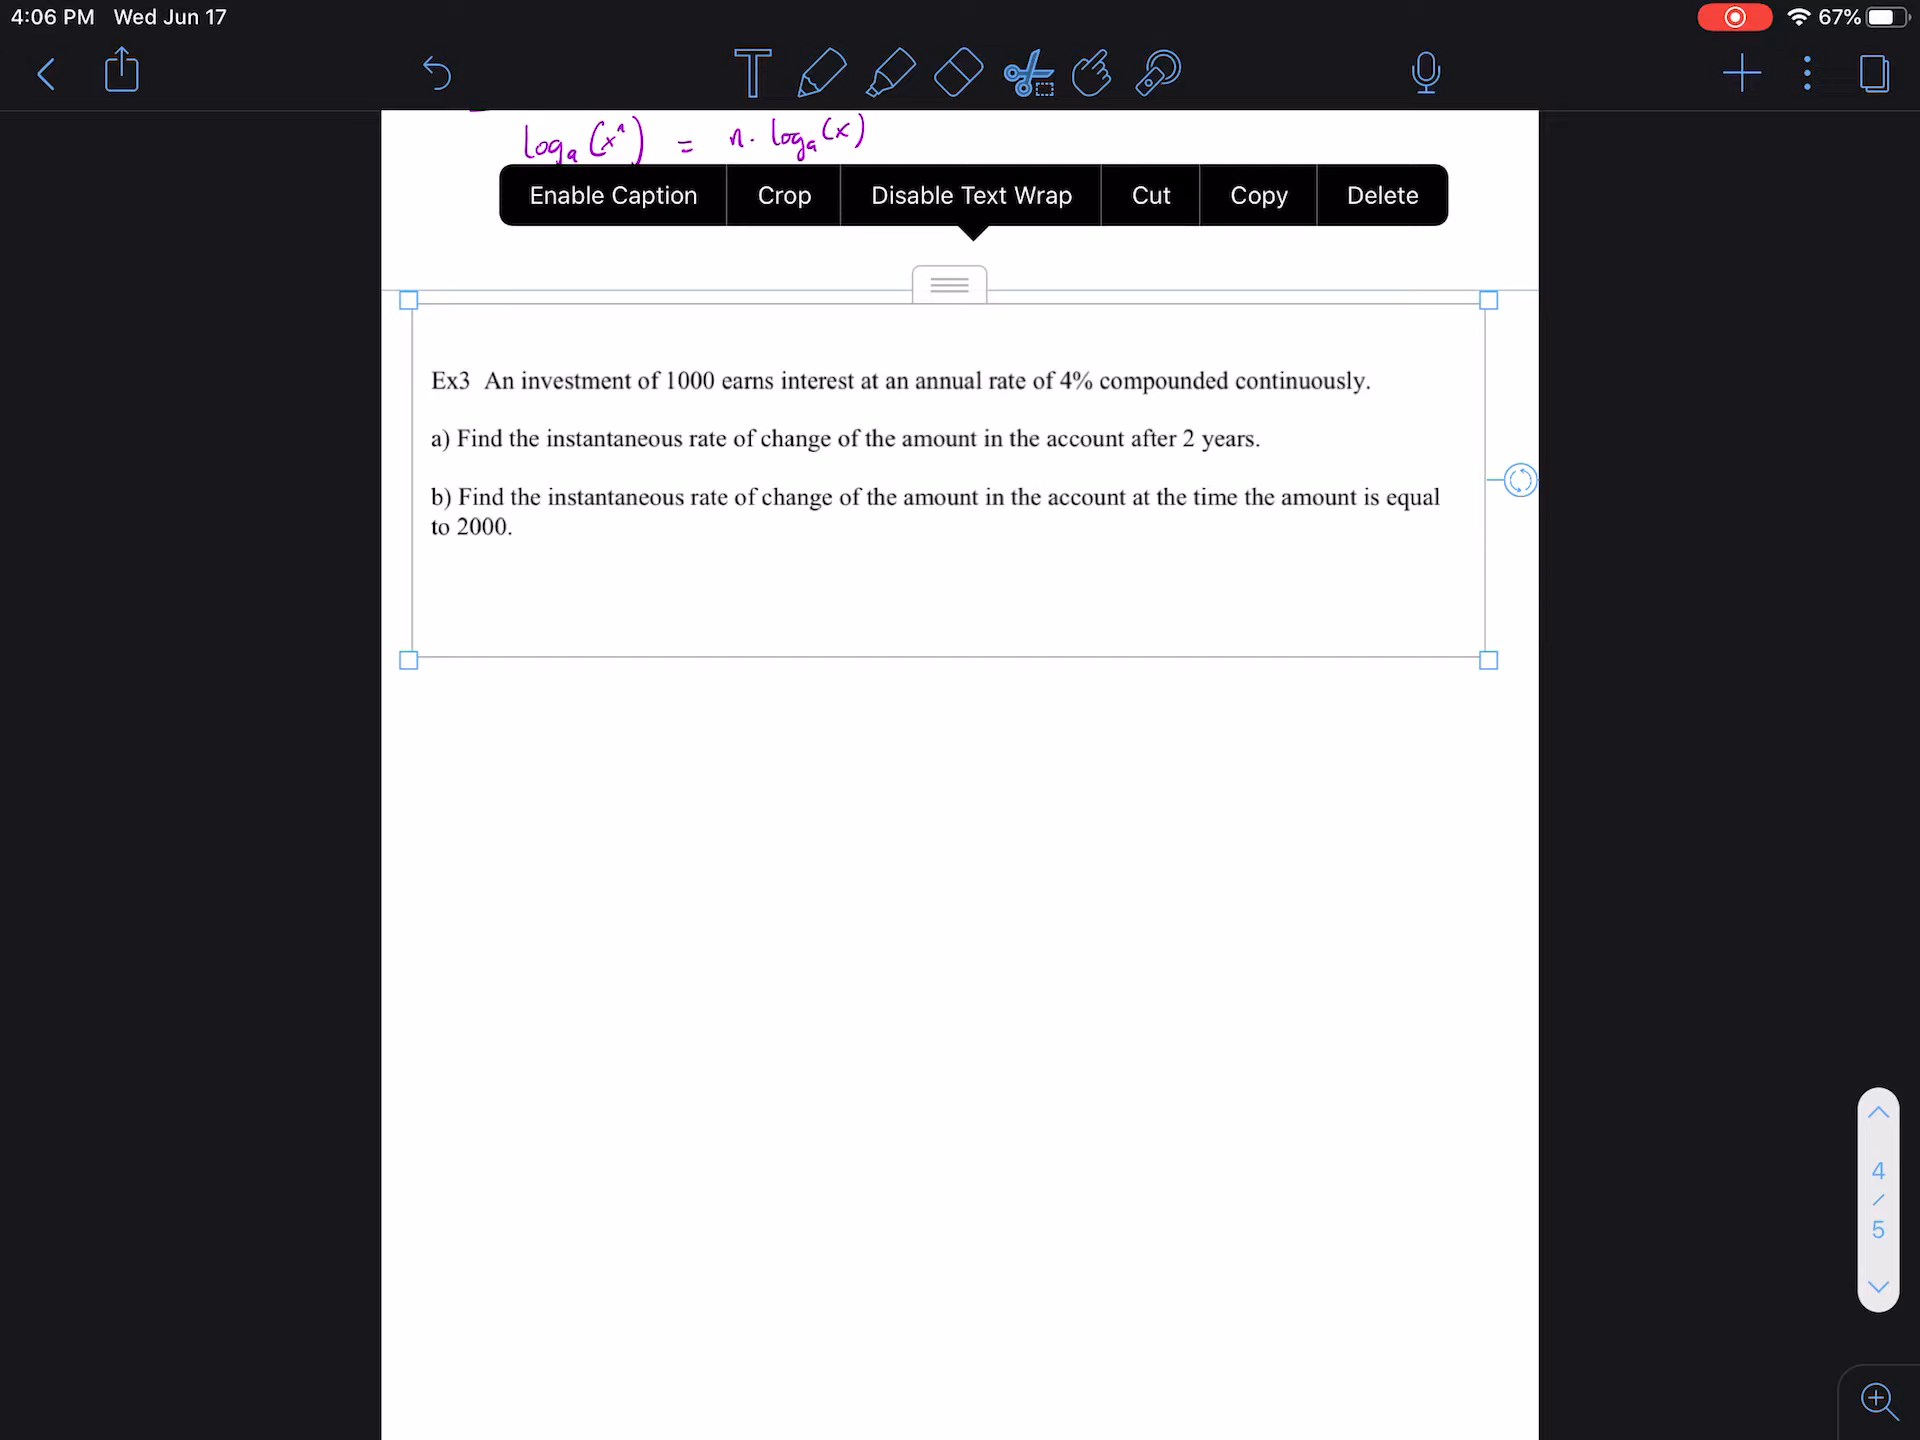 4:06 PM Wed Jun 17
67%
logₐ(xⁿ) = n · logₐ(x)
Enable Caption Crop Disable Text Wrap Cut Copy Delete
Ex3 An investment of 1000 earns interest at an annual rate of 4% compounded continuously.
a) Find the instantaneous rate of change of the amount in the account after 2 years.
b) Find the instantaneous rate of change of the amount in the account at the time the amount is equal
to 2000.
4
/
5